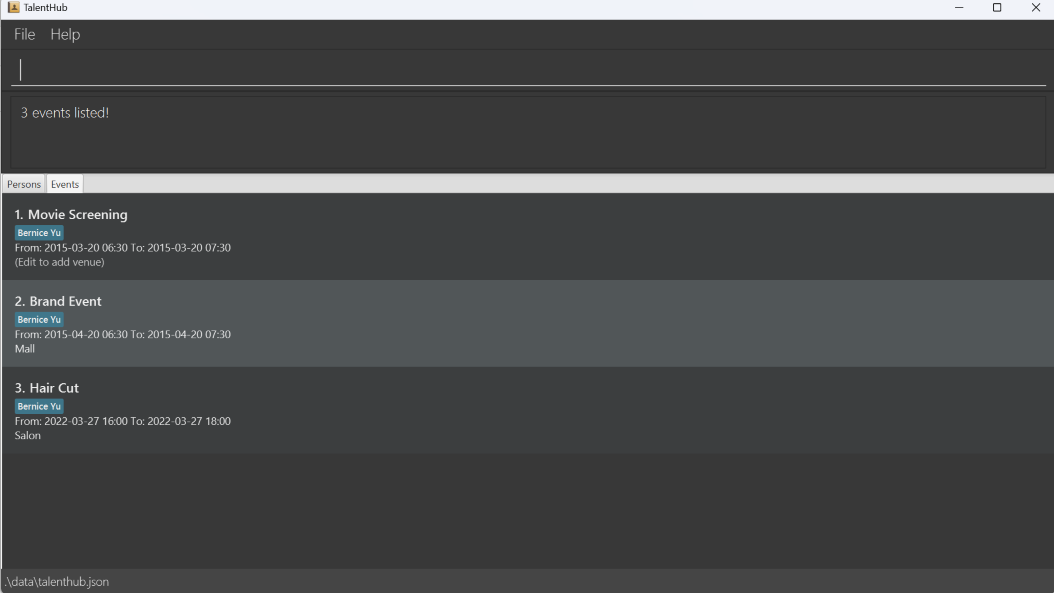 TalentHub
File Help
3 events listed!
Persons Events
1. Movie Screening
Bernice Yu
From: 2015-03-20 06:30 To: 2015-03-20 07:30
(Edit to add venue)
2. Brand Event
Bernice Yu
From: 2015-04-20 06:30 To: 2015-04-20 07:30
Mall
3. Hair Cut
Bernice Yu
From: 2022-03-27 16:00 To: 2022-03-27 18:00
Salon
.\data\talenthub.json